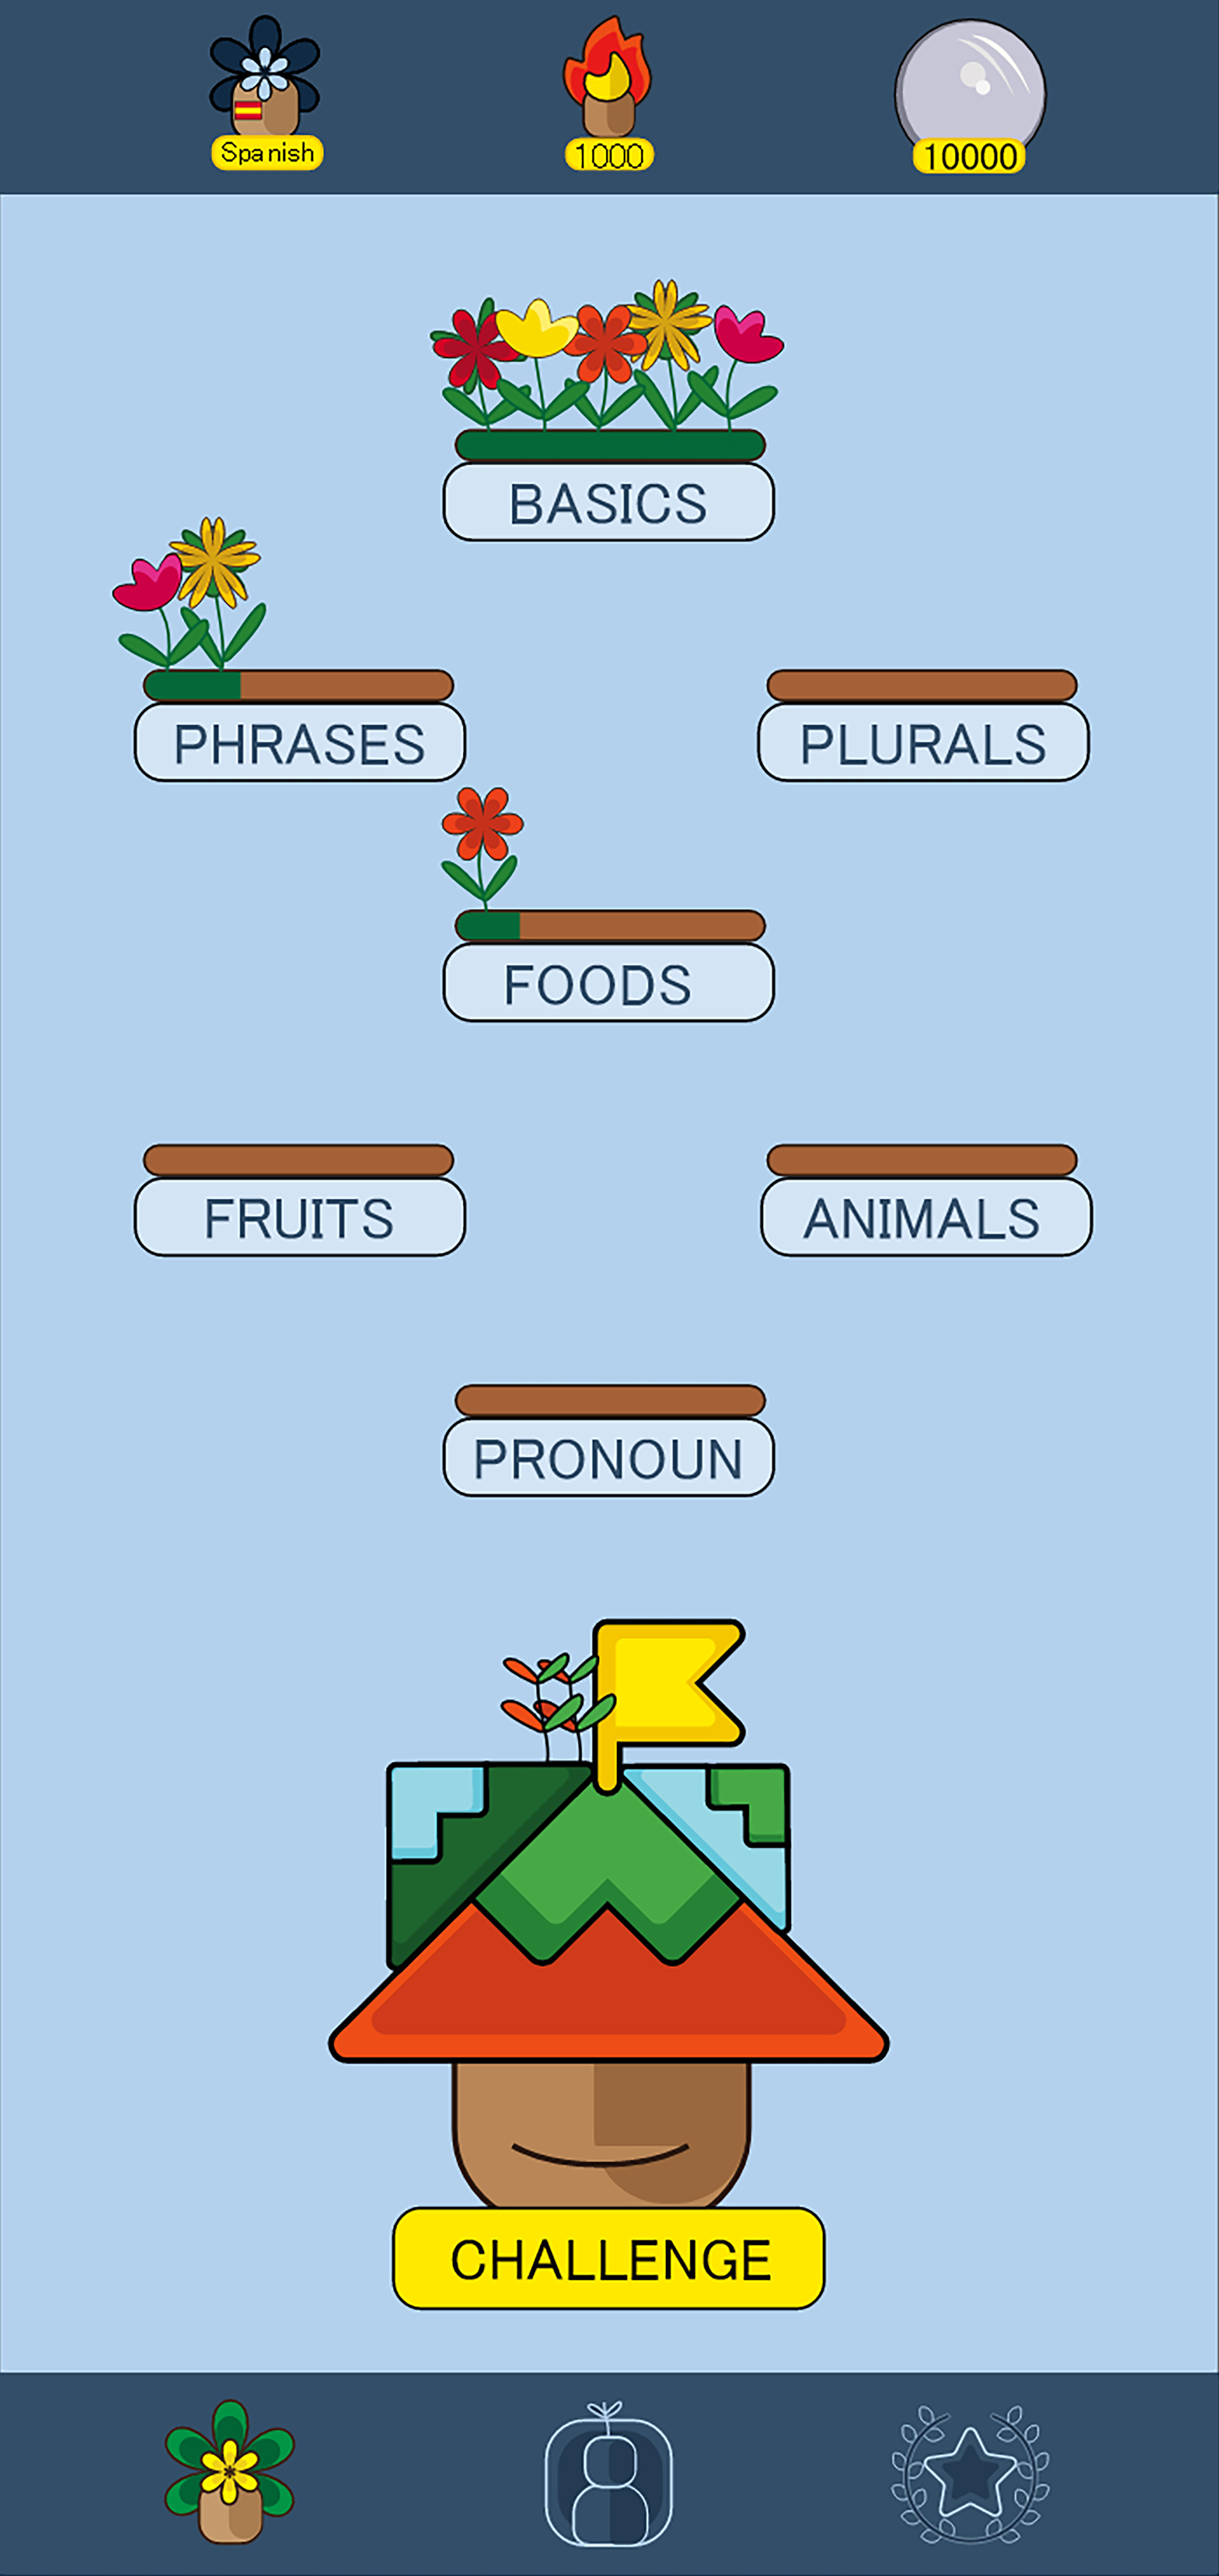 Spanish
1000
10000
BASICS
PHRASES
PLURALS
FOODS
FRUITS
ANIMALS
PRONOUN
CHALLENGE